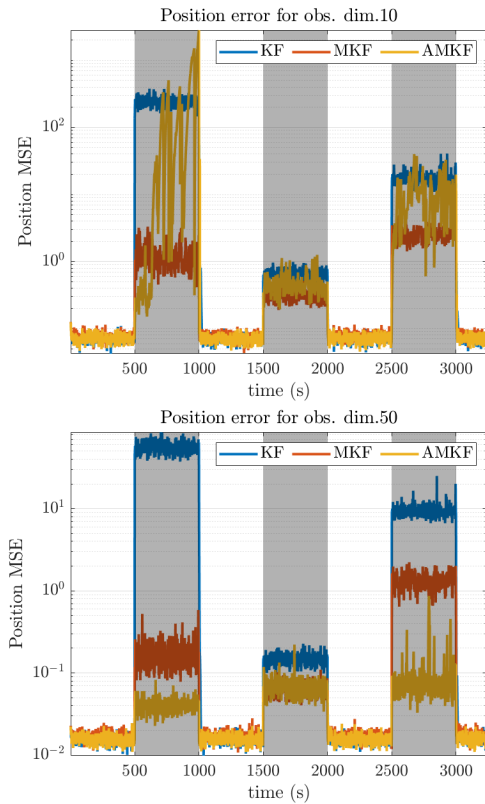 Position error for obs. dim.10
KF MKF AMKF
10^2
10^0
Position MSE
500 1000 1500 2000 2500 3000
time (s)
Position error for obs. dim.50
KF MKF AMKF
10^1
10^0
10^-1
10^-2
Position MSE
500 1000 1500 2000 2500 3000
time (s)